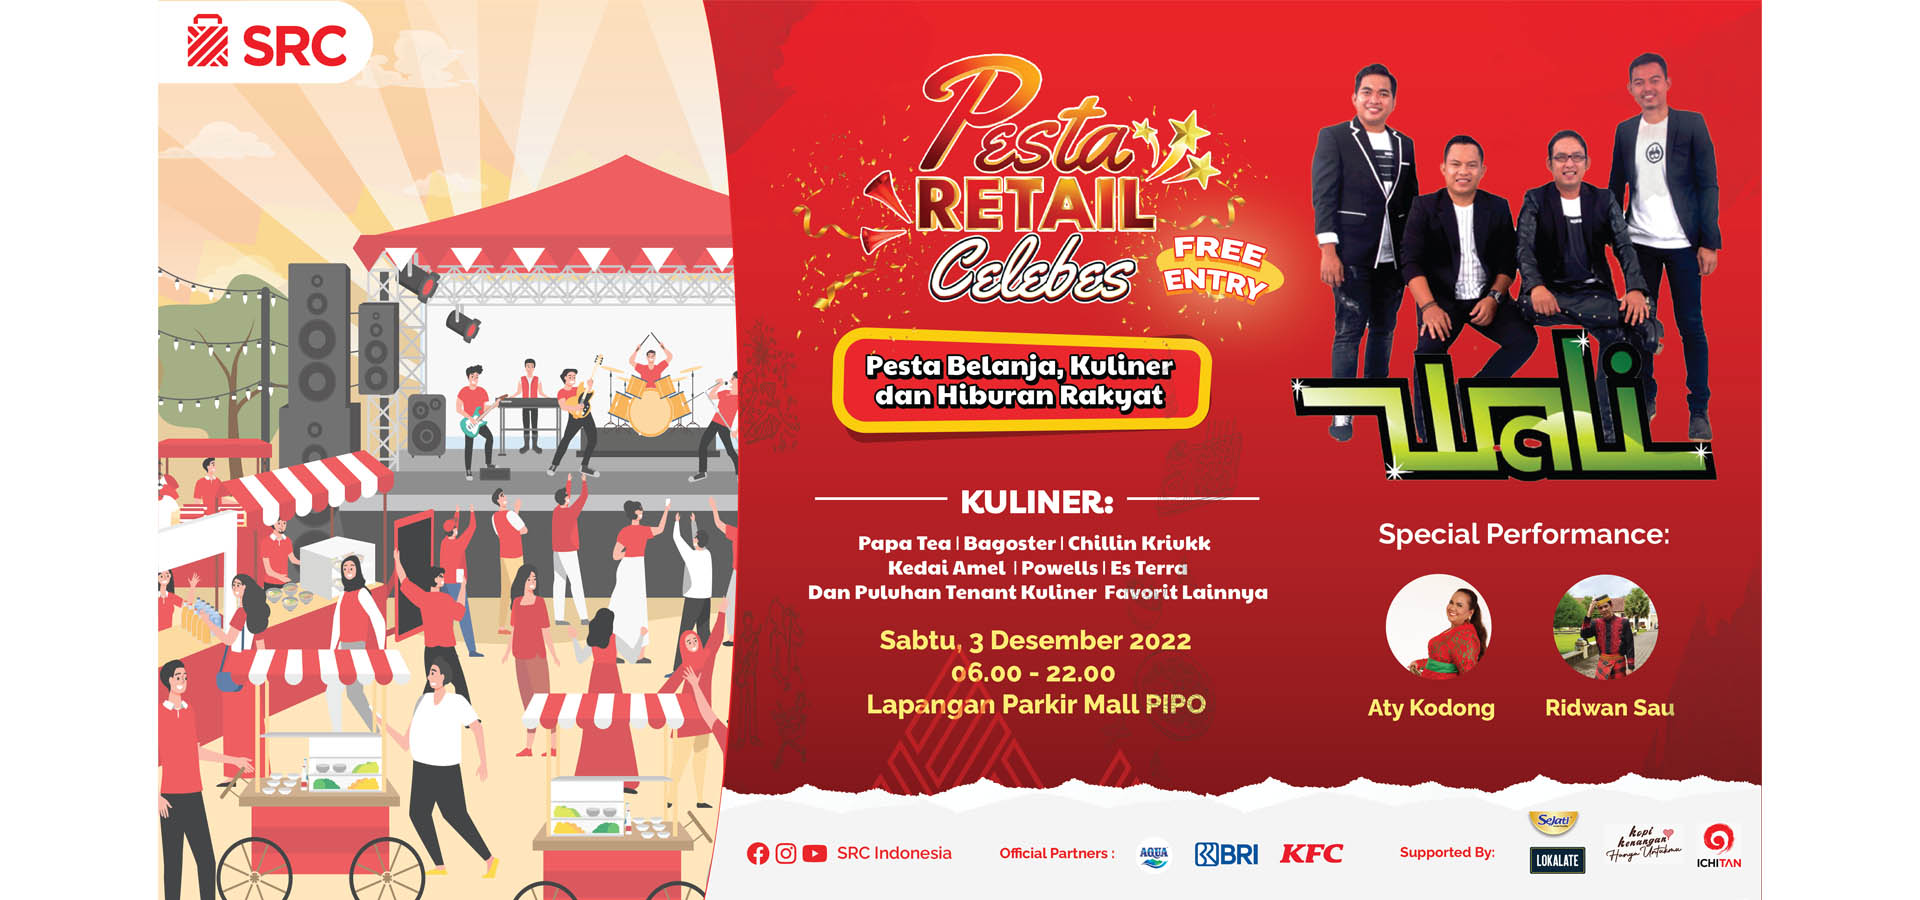 SRC
Pesta
RETAIL
Celebes
FREE
ENTRY
Pesta Belanja, Kuliner
dan Hiburan Rakyat
KULINER:
Papa Tea | Bagoster | Chillin Kriukk
Kedai Amel | Powells | Es Terra
Dan Puluhan Tenant Kuliner Favorit Lainnya
Sabtu, 3 Desember 2022
06.00 - 22.00
Lapangan Parkir Mall PIPO
Wali
Special Performance:
Aty Kodong
Ridwan Sau
SRC Indonesia
Official Partners :
AQUA
BRI
KFC
Supported By:
Sejati
LOKALATE
kopi
kenangan
Hanya Untukmu
ICHITAN